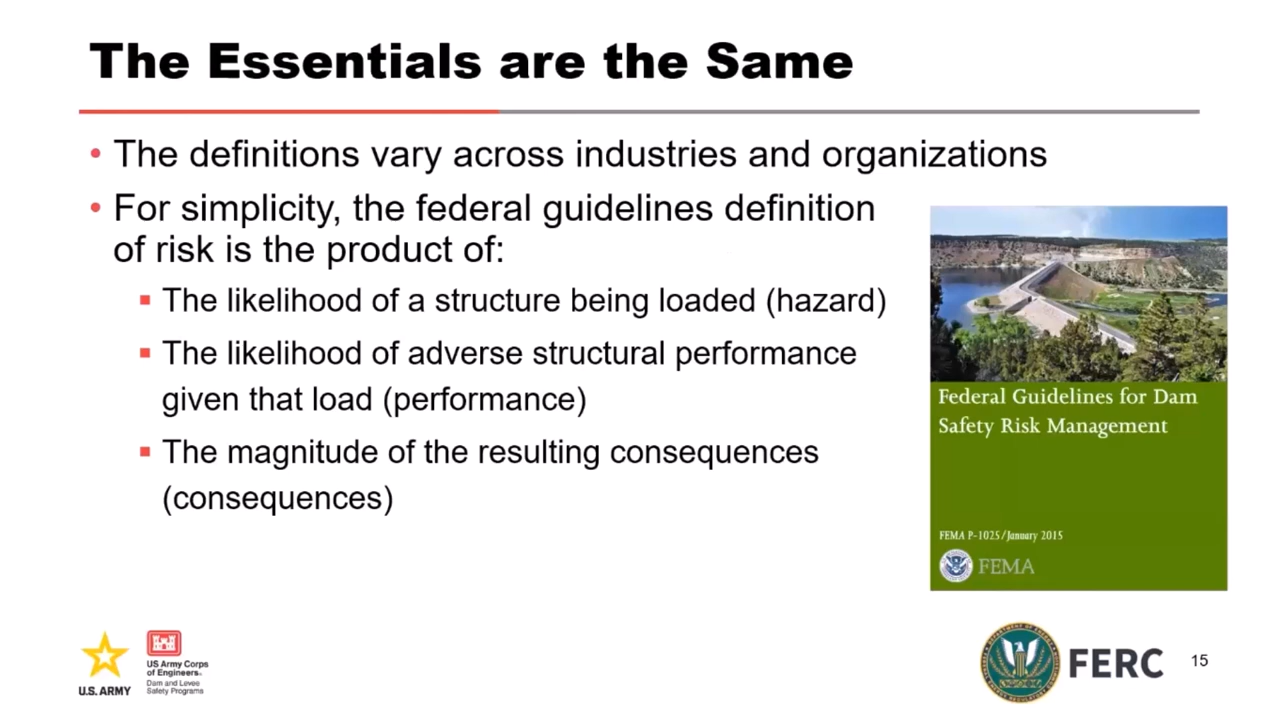 The Essentials are the Same
• The definitions vary across industries and organizations
• For simplicity, the federal guidelines definition
of risk is the product of:
▪ The likelihood of a structure being loaded (hazard)
▪ The likelihood of adverse structural performance
given that load (performance)
▪ The magnitude of the resulting consequences
(consequences)
Federal Guidelines for Dam
Safety Risk Management
FEMA P-1025/January 2015
FEMA
U.S. ARMY
US Army Corps
of Engineers®
Dam and Levee
Safety Programs
FERC
15